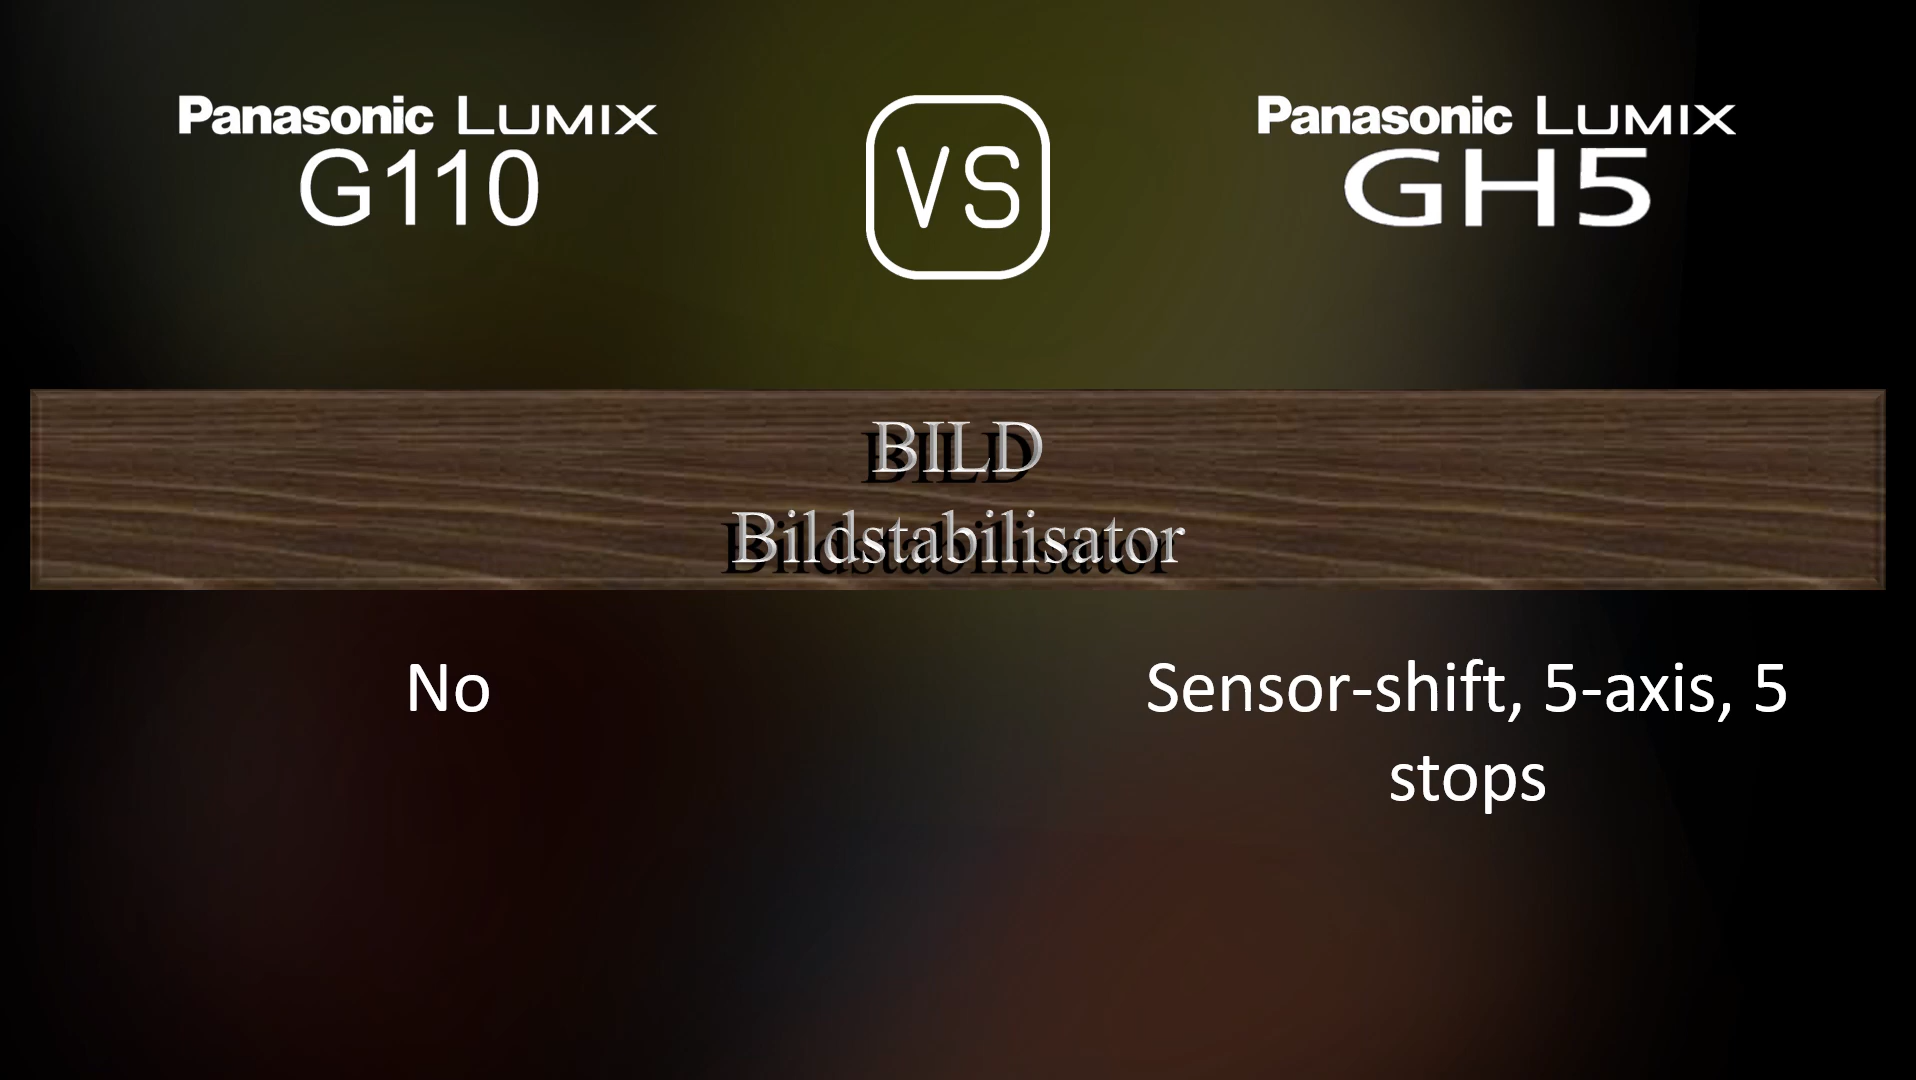 Panasonic LUMIX
G110
VS
Panasonic LUMIX
GH5
BILD
Bildstabilisator
No
Sensor-shift, 5-axis, 5
stops